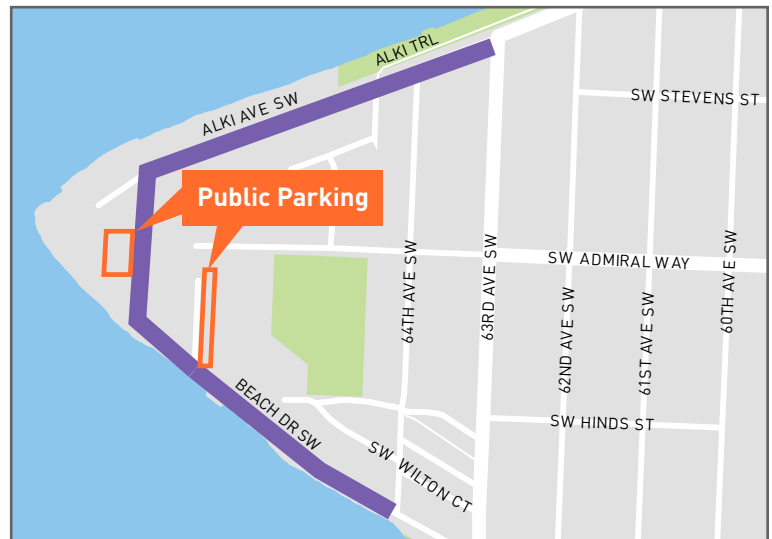 ALKI TRL
ALKI AVE SW
SW STEVENS ST
Public Parking
SW ADMIRAL WAY
64TH AVE SW
63RD AVE SW
62ND AVE SW
61ST AVE SW
60TH AVE SW
BEACH DR SW
SW WILTON CT
SW HINDS ST